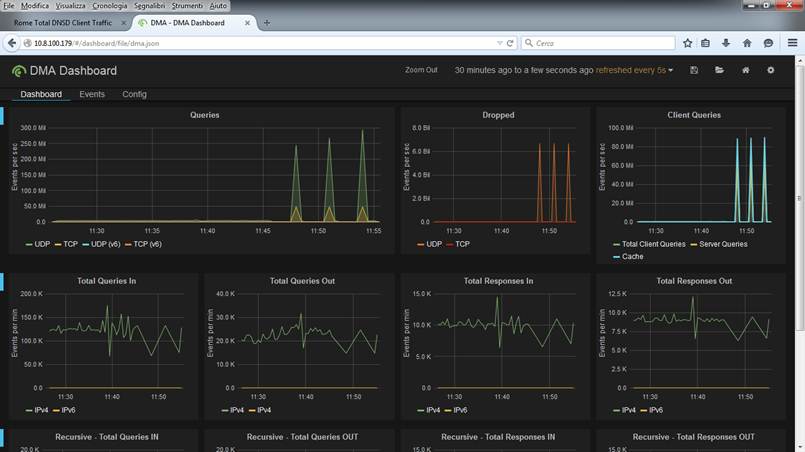 File Modifica Visualizza Cronologia Segnalibri Strumenti Aiuto
Rome Total DNSD Client Traffic
DMA - DMA Dashboard
10.8.100.179/#/dashboard/file/dma.json
Cerca
DMA Dashboard
Zoom Out
30 minutes ago to a few seconds ago refreshed every 5s
Dashboard Events Config
Queries
Events per sec
300.0 Mil
250.0 Mil
200.0 Mil
150.0 Mil
100.0 Mil
50.0 Mil
0.0
11:30 11:35 11:40 11:45 11:50 11:55
UDP TCP UDP (v6) TCP (v6)
Dropped
Events per sec
8.0 Bil
6.0 Bil
4.0 Bil
2.0 Bil
0.0
11:30 11:40 11:50
UDP TCP
Client Queries
Events per sec
100.0 Mil
80.0 Mil
60.0 Mil
40.0 Mil
20.0 Mil
0.0
11:30 11:40 11:50
Total Client Queries Server Queries
Cache
Total Queries In
Events per min
200.0 K
150.0 K
100.0 K
50.0 K
0.0
11:30 11:40 11:50
IPv4 IPv6
Total Queries Out
Events per min
40.0 K
30.0 K
20.0 K
10.0 K
0.0
11:30 11:40 11:50
IPv4 IPv4
Total Responses In
Events per min
15.0 K
10.0 K
5.0 K
0.0
11:30 11:40 11:50
IPv4 IPv6
Total Responses Out
Events per min
12.5 K
10.0 K
7.5 K
5.0 K
2.5 K
0.0
11:30 11:40 11:50
IPv4 IPv6
Recursive - Total Queries IN
20.0 K
Recursive - Total Queries OUT
20.0 K
Recursive - Total Responses IN
15.0 K
Recursive - Total Responses OUT
15.0 K